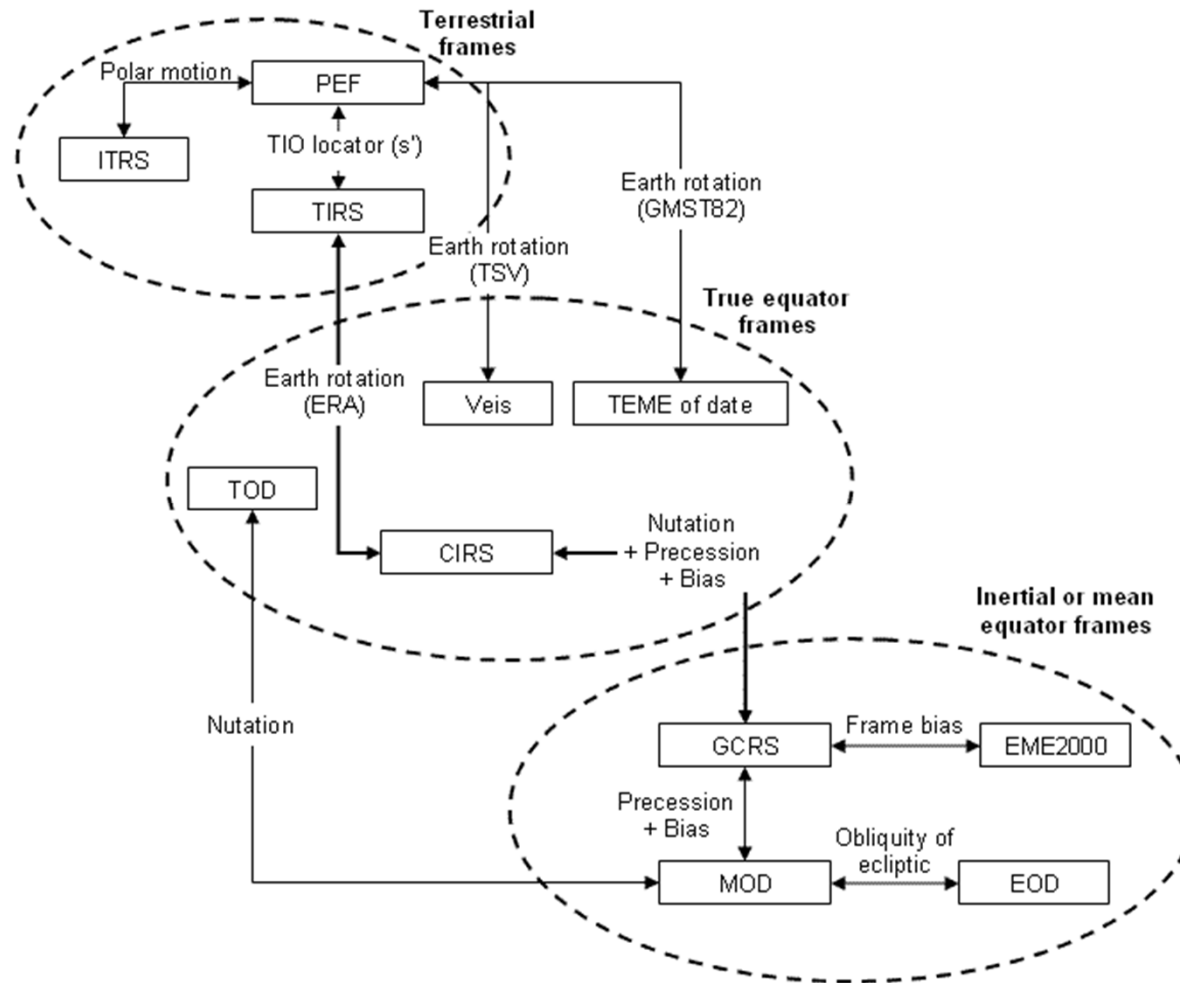 Terrestrial
frames
Polar motion
PEF
TIO locator (s')
ITRS
TIRS
Earth rotation
(GMST82)
Earth rotation
(TSV)
True equator
frames
Earth rotation
(ERA)
Veis
TEME of date
TOD
CIRS
Nutation
+ Precession
+ Bias
Inertial or mean
equator frames
Nutation
GCRS
Frame bias
EME2000
Precession
+ Bias
Obliquity of
ecliptic
MOD
EOD